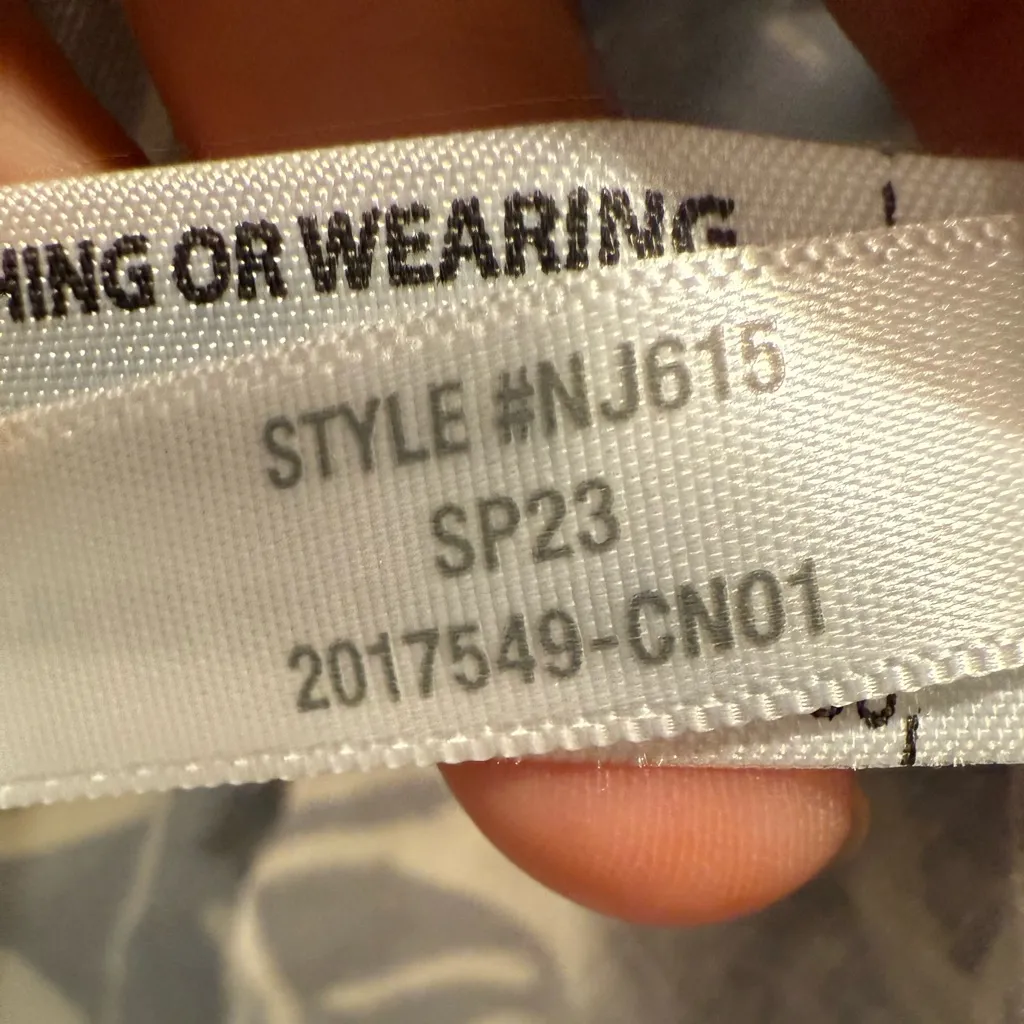 HING OR WEARING
STYLE #NJ615
SP23
2017549-CN01